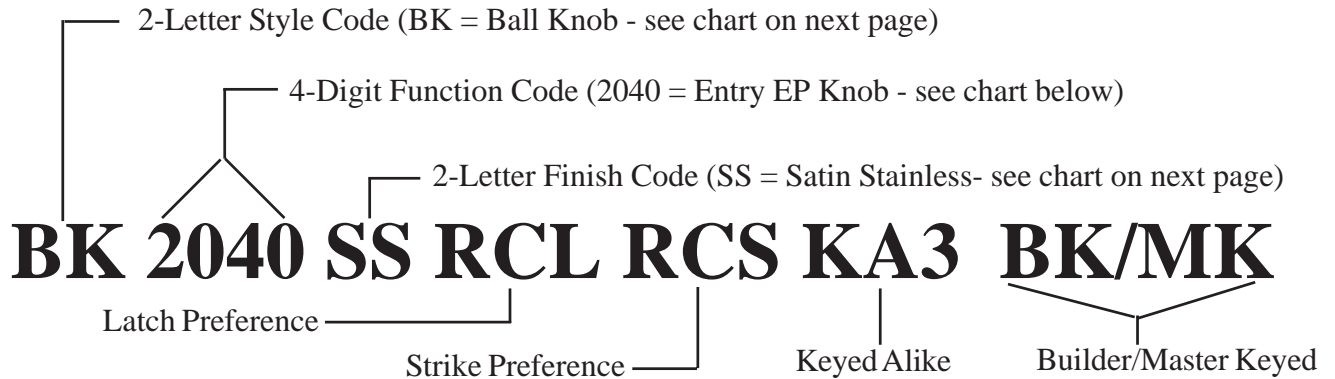 2-Letter Style Code (BK = Ball Knob - see chart on next page)
4-Digit Function Code (2040 = Entry EP Knob - see chart below)
2-Letter Finish Code (SS = Satin Stainless- see chart on next page)
BK 2040 SS RCL RCS KA3 BK/MK
Latch Preference
Strike Preference
Keyed Alike
Builder/Master Keyed